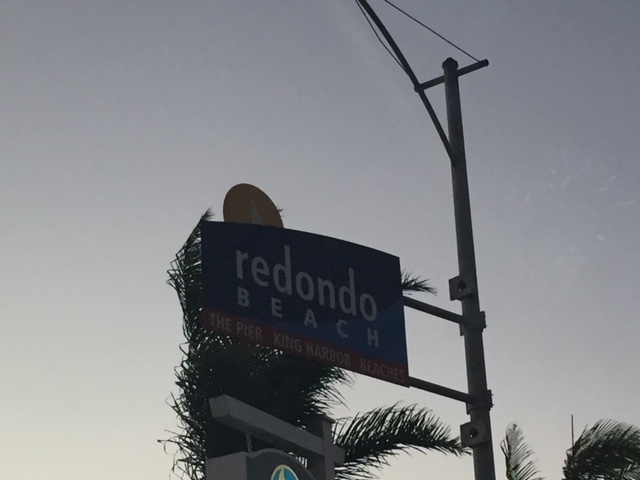 redondo
BEACH
THE PIER KING HARBOR BEACHES